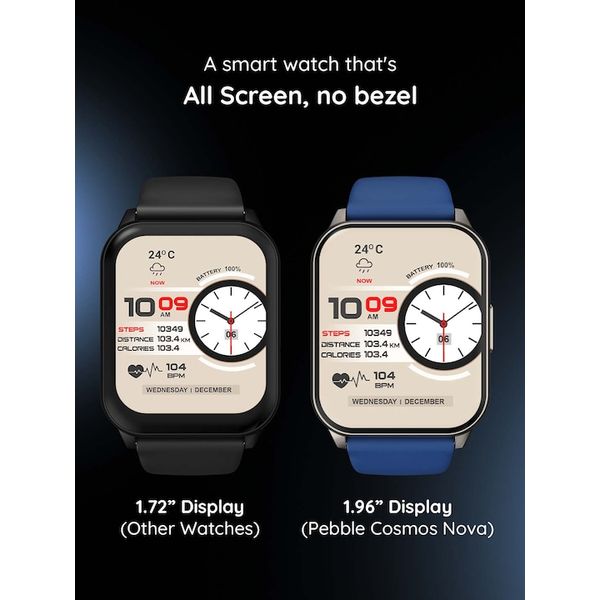 A smart watch that's
All Screen, no bezel
24°C
NOW
BATTERY 100%
10 09 AM
STEPS 10349
DISTANCE 103.4 KM
CALORIES 103.4
06
104 BPM
WEDNESDAY | DECEMBER
24°C
NOW
BATTERY 100%
10 09 AM
STEPS 10349
DISTANCE 103.4 KM
CALORIES 103.4
06
104 BPM
WEDNESDAY | DECEMBER
1.72” Display
(Other Watches)
1.96” Display
(Pebble Cosmos Nova)